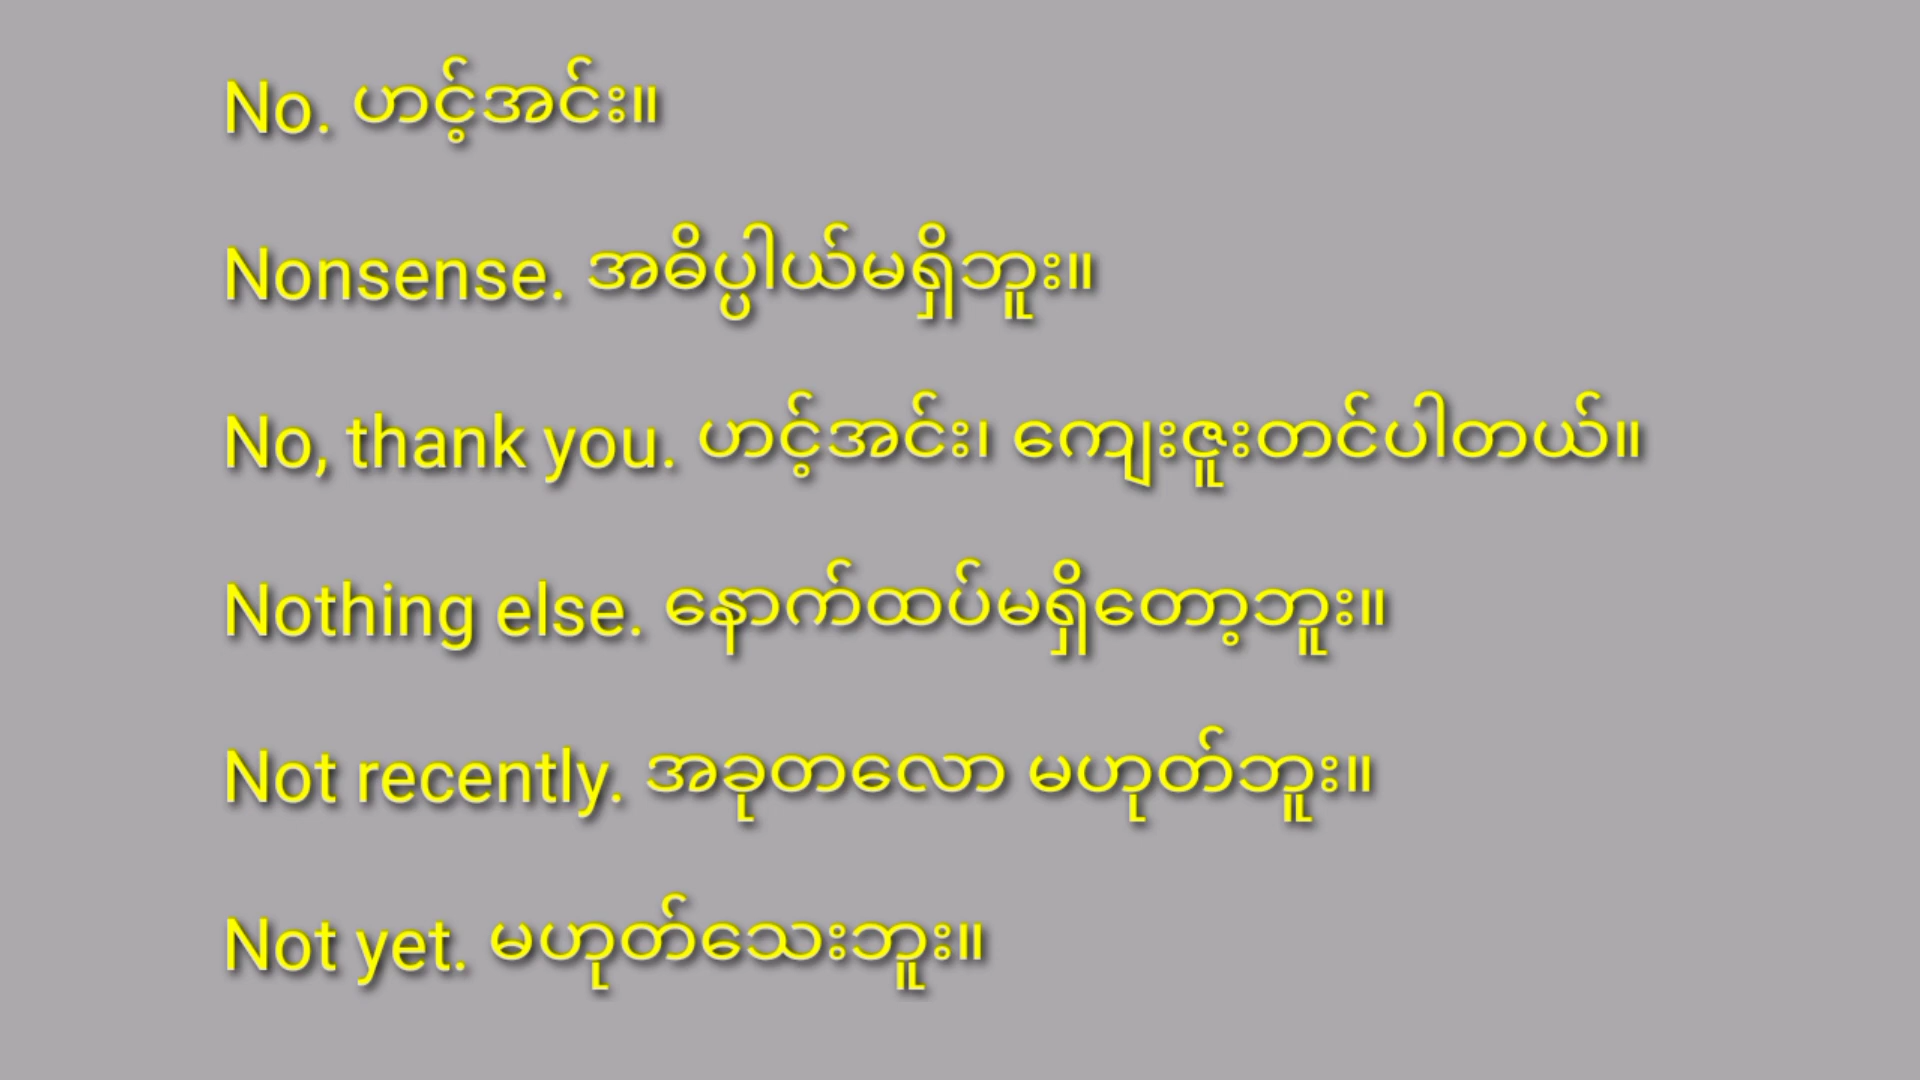 No. ဟင့်အင်း။
Nonsense. အဓိပ္ပါယ်မရှိဘူး။
No, thank you. ဟင့်အင်း၊ ကျေးဇူးတင်ပါတယ်။
Nothing else. နောက်ထပ်မရှိတော့ဘူး။
Not recently. အခုတလော မဟုတ်ဘူး။
Not yet. မဟုတ်သေးဘူး။